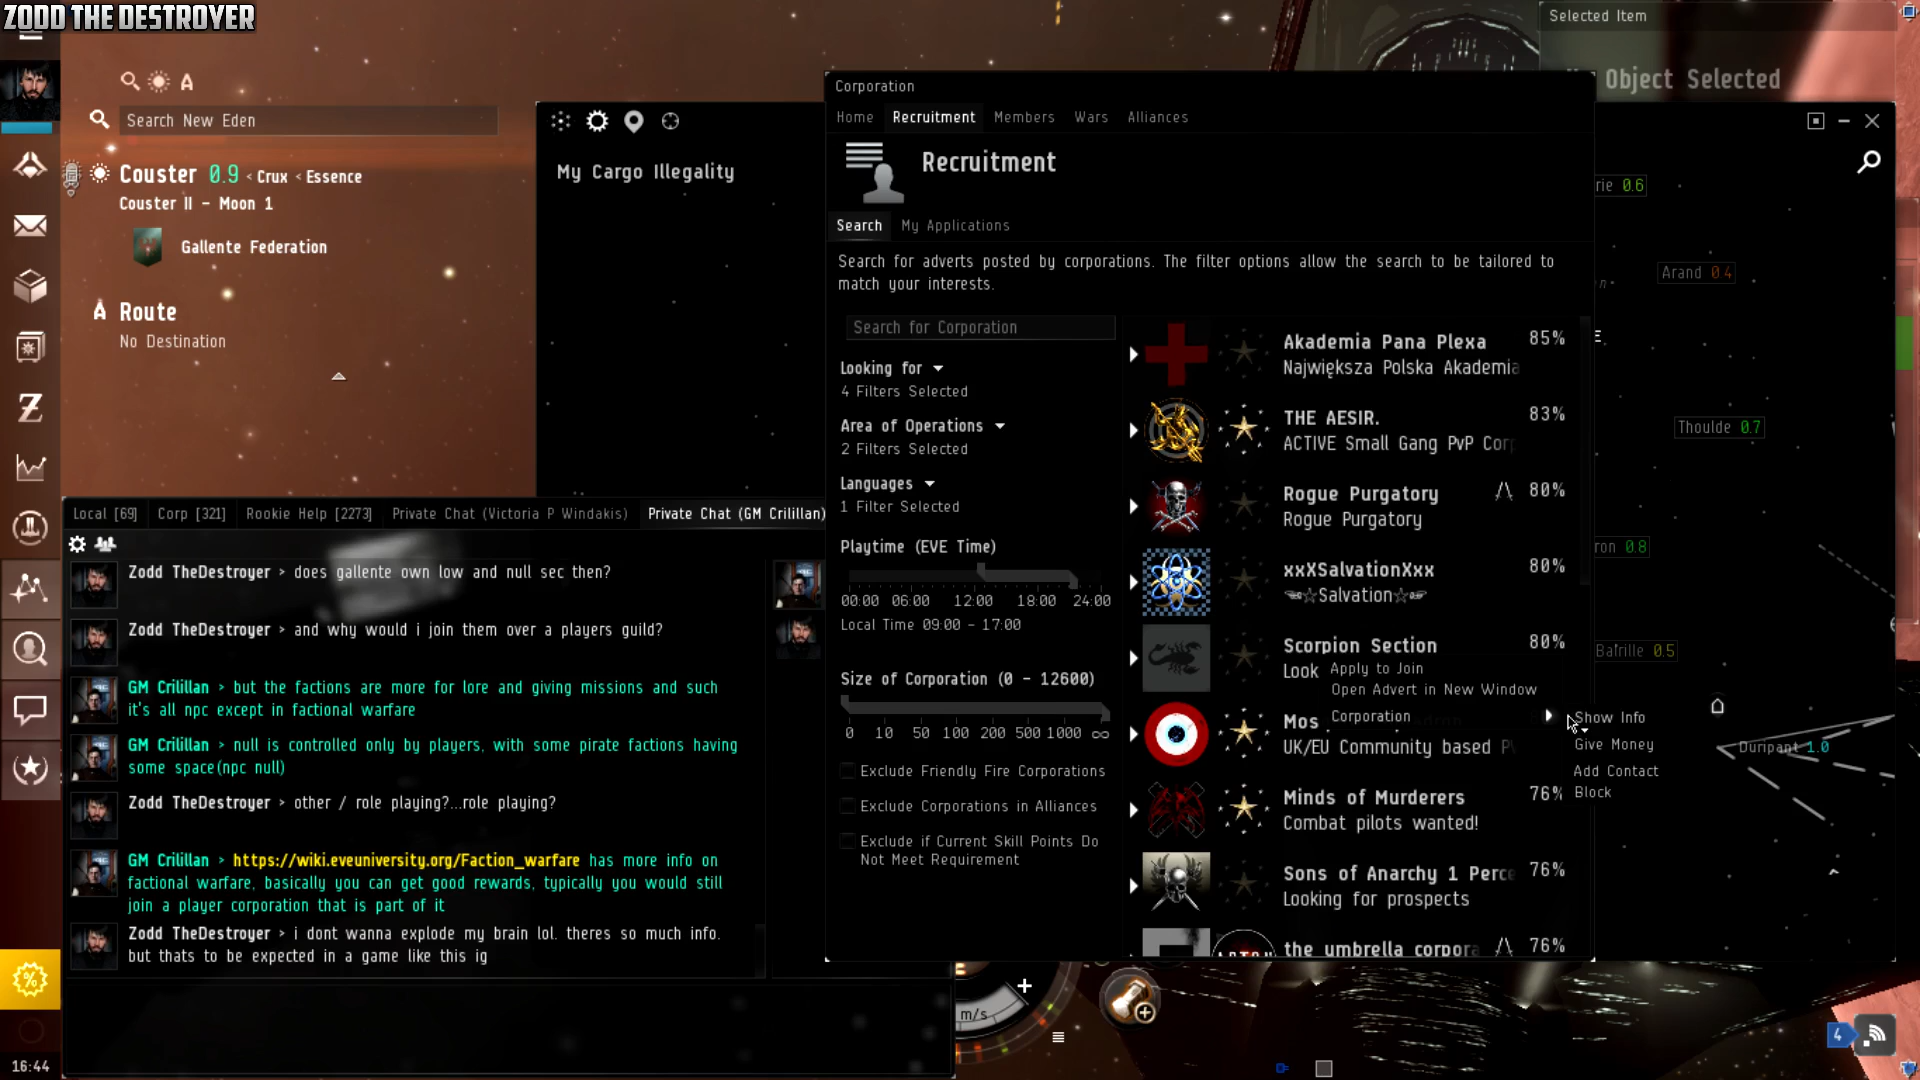 ZODD THE DESTROYER
Search New Eden
Couster 0.9 < Crux < Essence
Couster II - Moon 1
Gallente Federation
Route
No Destination
My Cargo Illegality
Selected Item
Object Selected
Corporation
Home Recruitment Members Wars Alliances
Recruitment
Search My Applications
Search for adverts posted by corporations. The filter options allow the search to be tailored to
match your interests.
Search for Corporation
Looking for
4 Filters Selected
Area of Operations
2 Filters Selected
Languages
1 Filter Selected
Playtime (EVE Time)
00:00 06:00 12:00 18:00 24:00
Local Time 09:00 - 17:00
Size of Corporation (0 - 12600)
0 10 50 100 200 500 1000 ∞
Exclude Friendly Fire Corporations
Exclude Corporations in Alliances
Exclude if Current Skill Points Do
Not Meet Requirement
Akademia Pana Plexa 85%
Największa Polska Akademia
THE AESIR. 83%
ACTIVE Small Gang PvP Cor
Rogue Purgatory 80%
Rogue Purgatory
xxXSalvationXxx 80%
☆Salvation☆
Scorpion Section 80%
Look
Apply to Join
Open Advert in New Window
Corporation
Show Info
Give Money
Add Contact
Block
Mos
UK/EU Community based P
Minds of Murderers 76%
Combat pilots wanted!
Sons of Anarchy 1 Perce 76%
Looking for prospects
the umbrella corpora 76%
rie 0.6
Arand 0.4
Thoulde 0.7
ron 0.8
Batrille 0.5
Duripant 1.0
Local [69] Corp [321] Rookie Help [2273] Private Chat (Victoria P Windakis) Private Chat (GM Crilillan)
Zodd TheDestroyer > does gallente own low and null sec then?
Zodd TheDestroyer > and why would i join them over a players guild?
GM Crilillan > but the factions are more for lore and giving missions and such
it's all npc except in factional warfare
GM Crilillan > null is controlled only by players, with some pirate factions having
some space(npc null)
Zodd TheDestroyer > other / role playing?...role playing?
GM Crilillan > https://wiki.eveuniversity.org/Faction_warfare has more info on
factional warfare, basically you can get good rewards, typically you would still
join a player corporation that is part of it
Zodd TheDestroyer > i dont wanna explode my brain lol. theres so much info.
but thats to be expected in a game like this ig
m/s
4
16:44